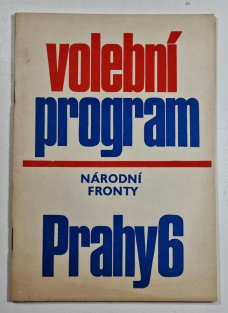 volební
program
NÁRODNÍ
FRONTY
Prahy6